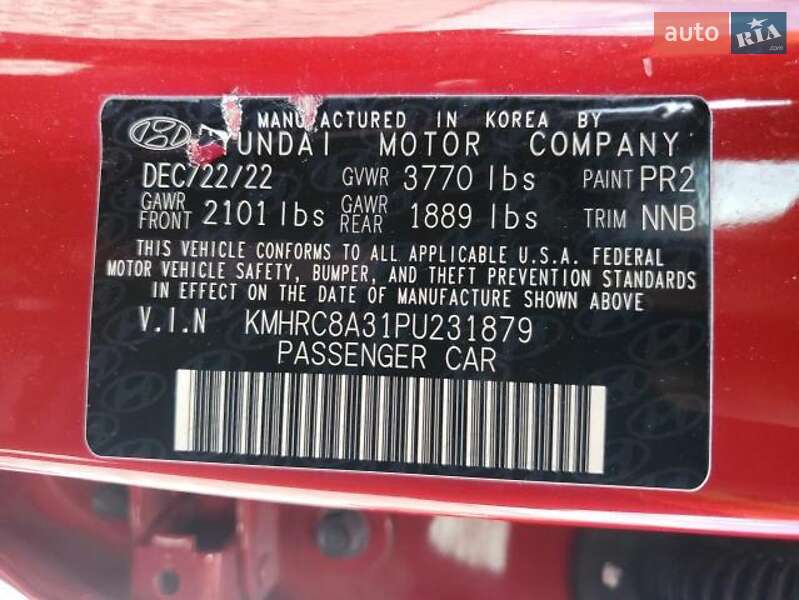 auto RIA.com
MANUFACTURED IN KOREA BY
HYUNDAI MOTOR COMPANY
DEC/22/22 GVWR 3770 lbs PAINT PR2
GAWR FRONT 2101 lbs GAWR REAR 1889 lbs TRIM NNB
THIS VEHICLE CONFORMS TO ALL APPLICABLE U.S.A. FEDERAL
MOTOR VEHICLE SAFETY, BUMPER, AND THEFT PREVENTION STANDARDS
IN EFFECT ON THE DATE OF MANUFACTURE SHOWN ABOVE
V.I.N KMHRC8A31PU231879
PASSENGER CAR